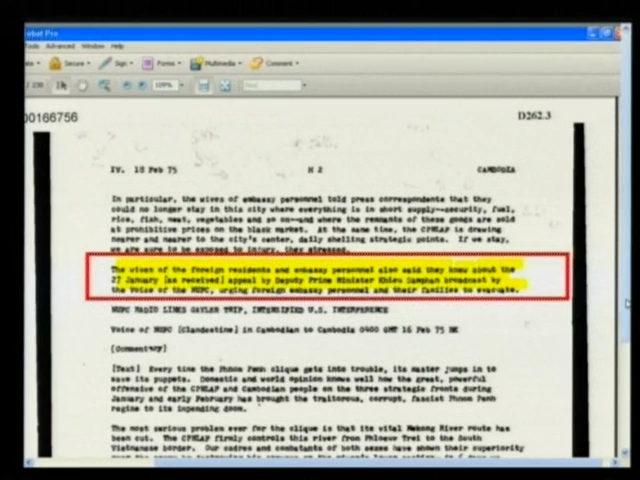 obat Pro
Tools Advanced Window Help
Secure Sign Forms Multimedia Comment
/ 239 109% Find
00166756 D262.3
IV. 18 Feb 75 H 2 CAMBODIA
In particular, the wives of embassy personnel told press correspondents that they
could no longer stay in this city where everything is in short supply--security, fuel,
rice, fish, meat, vegetables and so on--and where the remnants of these goods are sold
at prohibitive prices on the black market. At the same time, the CPNLAF is drawing
nearer and nearer to the city's center, daily shelling strategic points. If we stay,
we are sure to be exposed to injury, they stressed.
The wives of the foreign residents and embassy personnel also said they knew about the
27 January [as received] appeal by Deputy Prime Minister Khieu Samphan broadcast by
the Voice of the NUFC, urging foreign embassy personnel and their families to evacuate.
NUFC RADIO LINKS GAYLER TRIP, INTENSIFIED U.S. INTERFERENCE
Voice of NUFC [Clandestine] in Cambodian to Cambodia 0400 GMT 16 Feb 75 BK
[Commentary]
[Text] Every time the Phnom Penh clique gets into trouble, its master jumps in to
save its puppets. Domestic and world opinion knows well how the great, powerful
offensive of the CPNLAF and Cambodian people on the three strategic fronts during
January and early February has brought the traitorous, corrupt, fascist Phnom Penh
regime to its impending doom.
The most serious problem ever for the clique is that its vital Mekong River route has
been cut. The CPNLAF firmly controls this river from Phloeuv Trei to the South
Vietnamese border. Our cadres and combatants of both sexes have shown their superiority